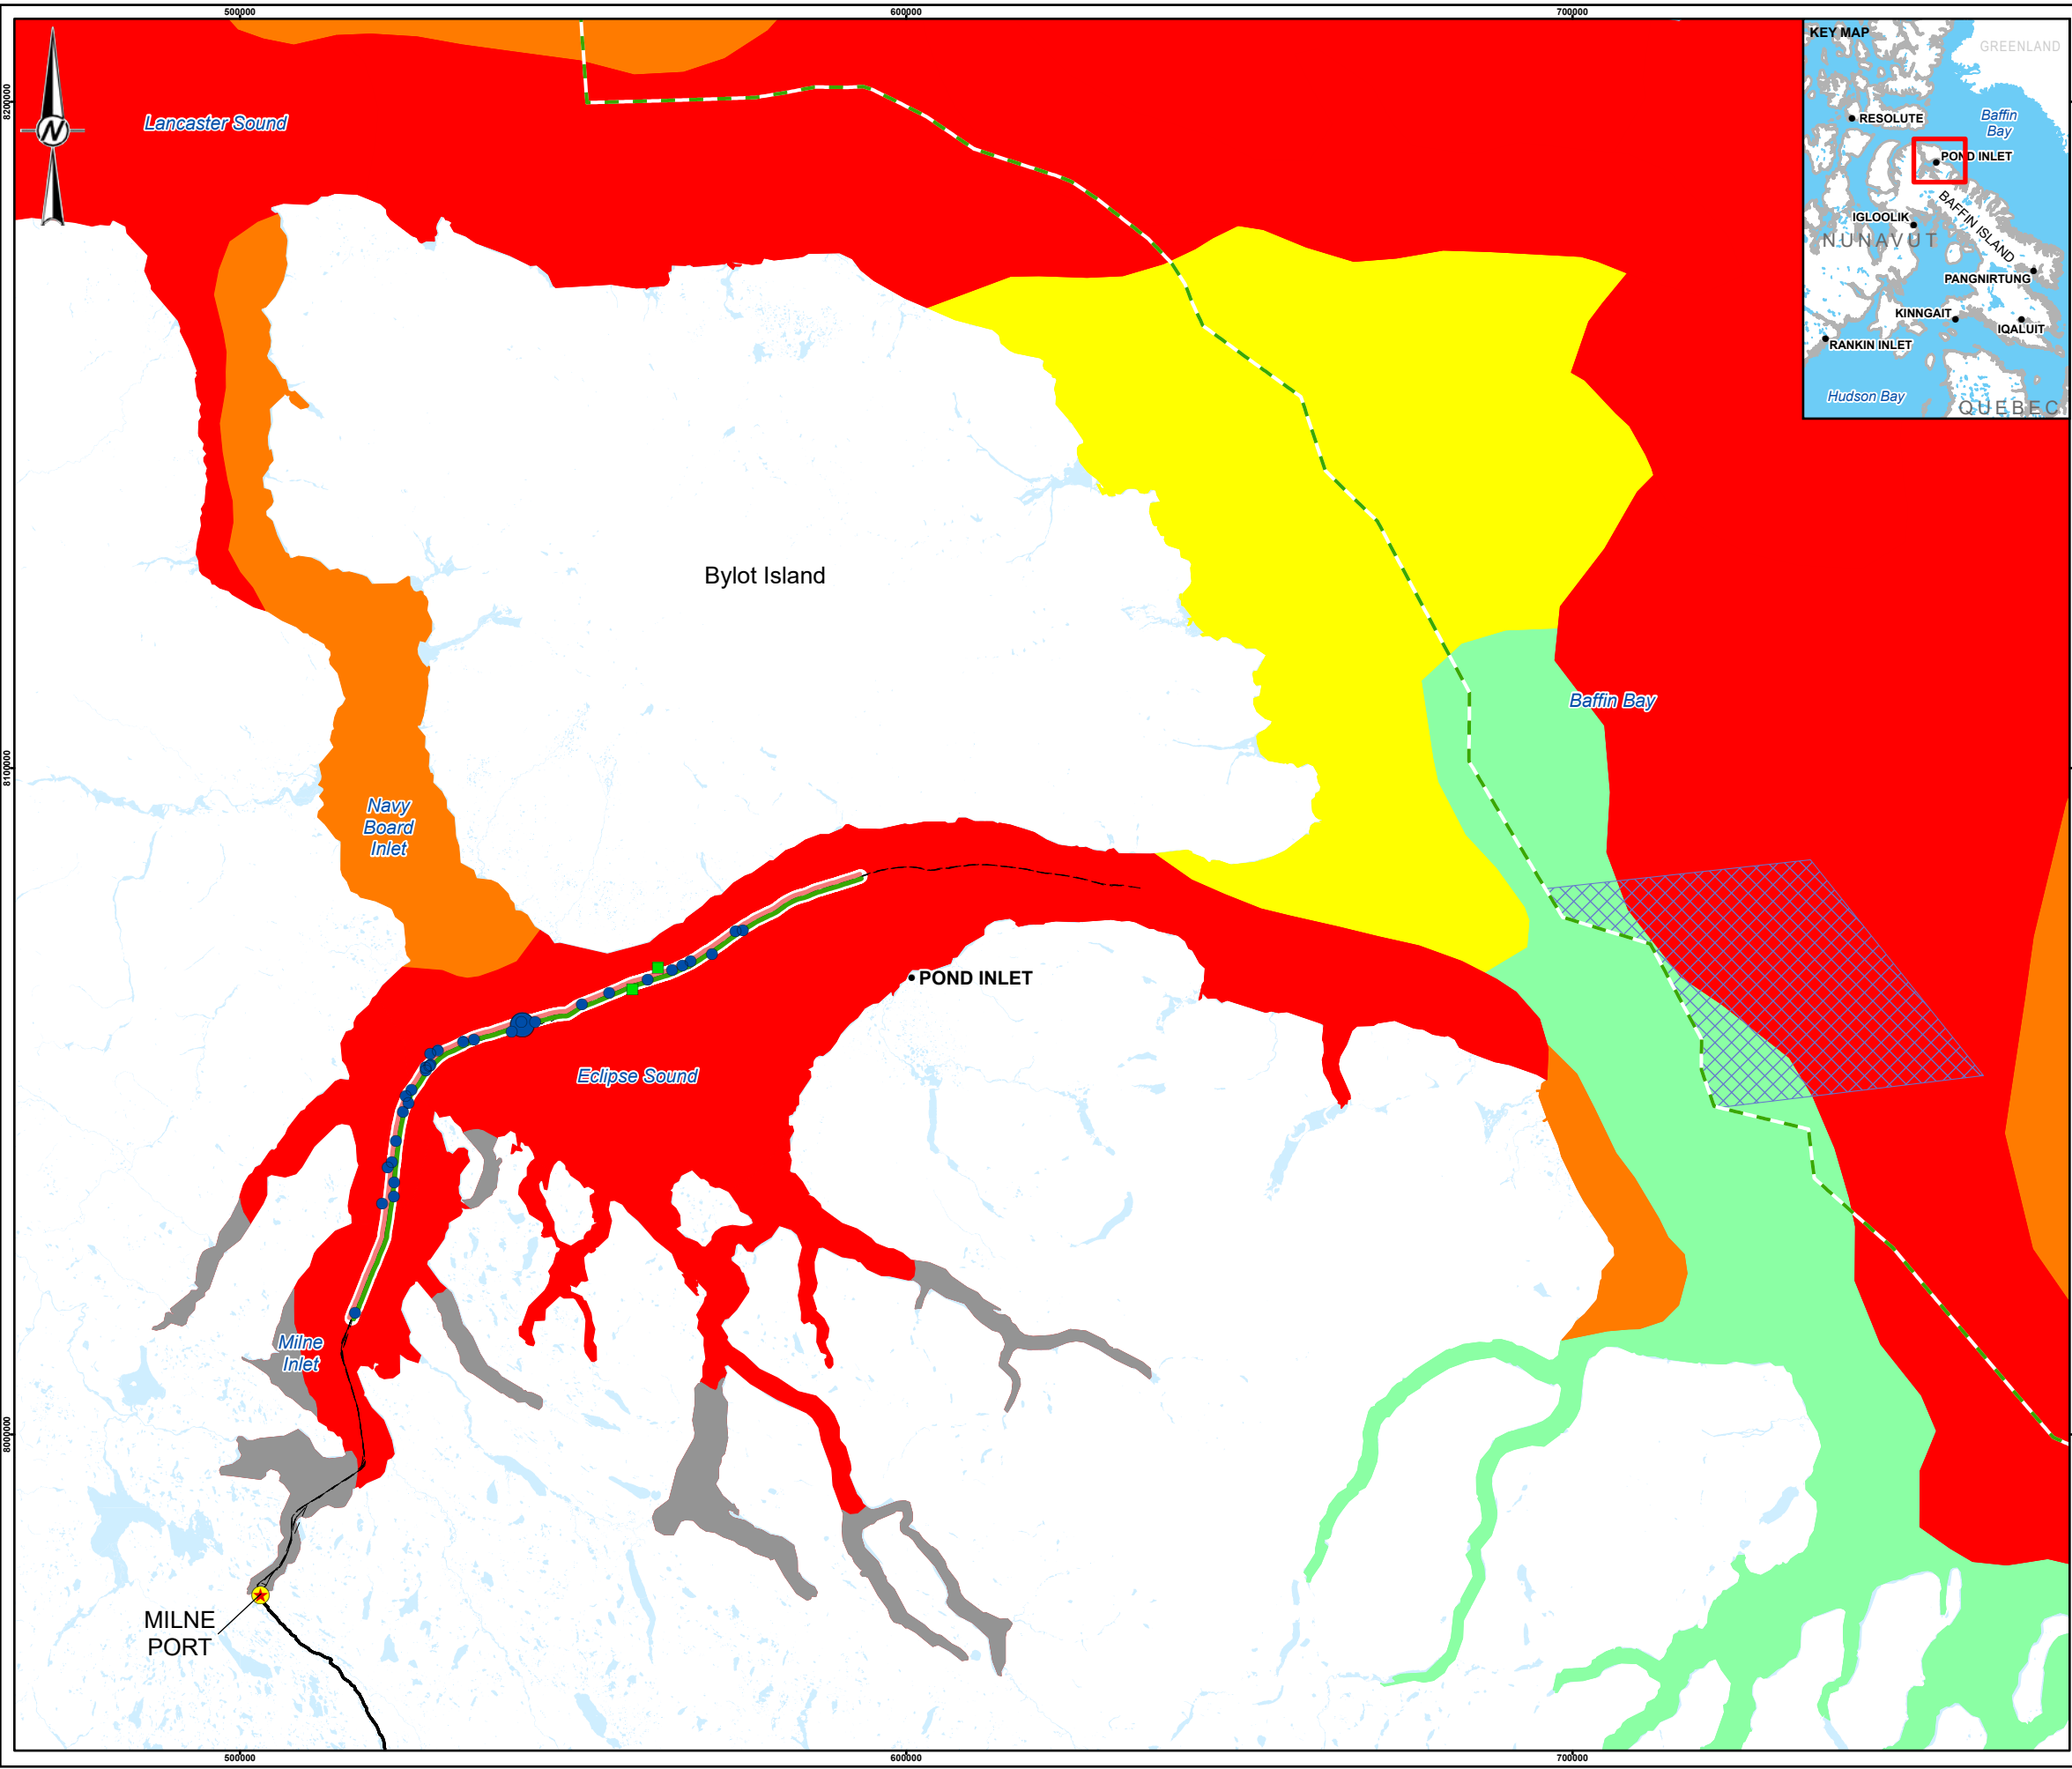 500000
600000
700000
8200000
N
Lancaster Sound
KEY MAP
GREENLAND
Baffin
Bay
RESOLUTE
POND INLET
BAFFIN ISLAND
IGLOOLIK
NUNAVUT
PANGNIRTUNG
KINNGAIT
IQALUIT
RANKIN INLET
Hudson Bay
QUEBEC
Bylot Island
Baffin Bay
8100000
Navy
Board
Inlet
POND INLET
Eclipse Sound
Milne
Inlet
8000000
MILNE
PORT
500000
600000
700000